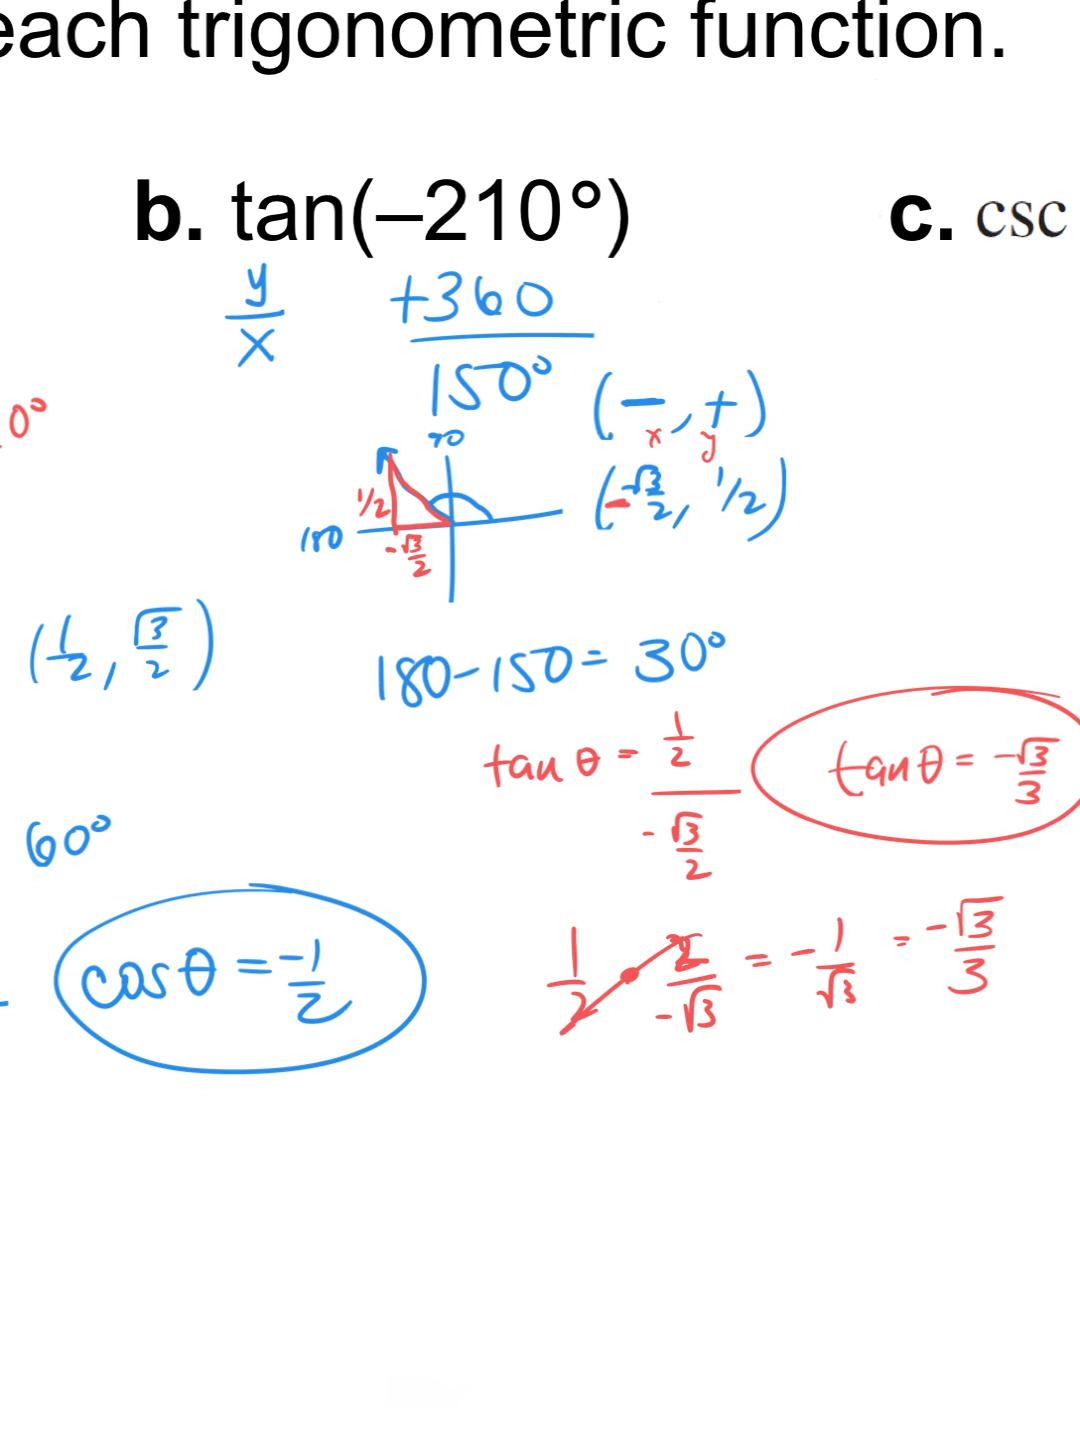 each trigonometric function.
b. tan(–210°)
c. csc
y/x
+360
150°
0°
(−, +)
x y
90
180
1/2
-√3/2
(-√3/2, 1/2)
(1/2, √3/2)
180-150= 30°
tan θ = 1/2 / -√3/2
tan θ = -√3/3
60°
cos θ = -1/2
1/2 · 2/-√3 = -1/√3 = -√3/3